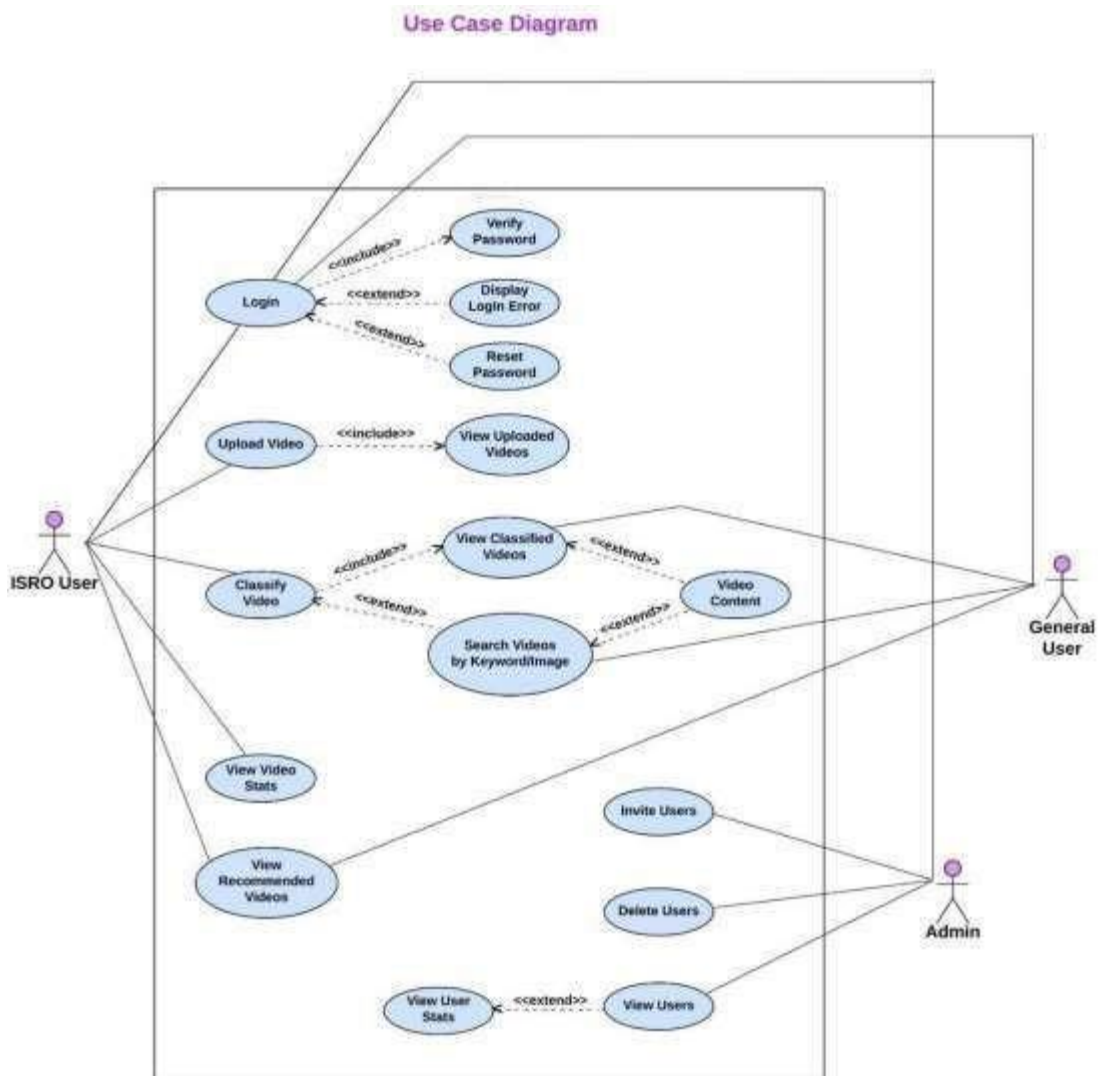 Use Case Diagram
Verify
Password
<<include>>
Login
<<extend>>
Display
LogIn Error
<<extend>>
Reset
Password
Upload Video
<<include>>
View Uploaded
Videos
ISRO User
Classify
Video
<<include>>
<<extend>>
View Classified
Videos
<<extend>>
Video
Content
<<extend>>
Search Videos
by Keyword/Image
General
User
View Video
Stats
Invite Users
View
Recommended
Videos
Delete Users
Admin
View User
Stats
<<extend>>
View Users